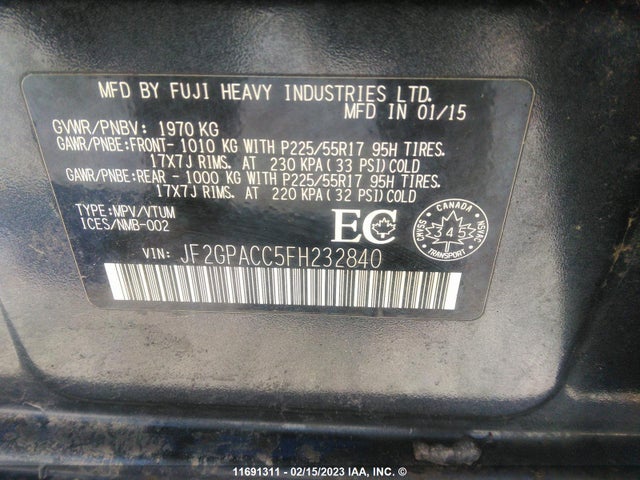 MFD BY FUJI HEAVY INDUSTRIES LTD.
MFD IN 01/15
GVWR/PNBV: 1970 KG
GAWR/PNBE:FRONT- 1010 KG WITH P225/55R17 95H TIRES.
17X7J RIMS. AT 230 KPA(33 PSI)COLD
GAWR/PNBE:REAR - 1000 KG WITH P225/55R17 95H TIRES.
17X7J RIMS. AT 220 KPA(32 PSI)COLD
TYPE:MPV/VTUM
ICES/NMB-002
EC
CANADA
CMVSS
NSVAC
345
TRANSPORT
VIN: JF2GPACC5FH232840
11691311 - 02/15/2023 IAA, INC. ©